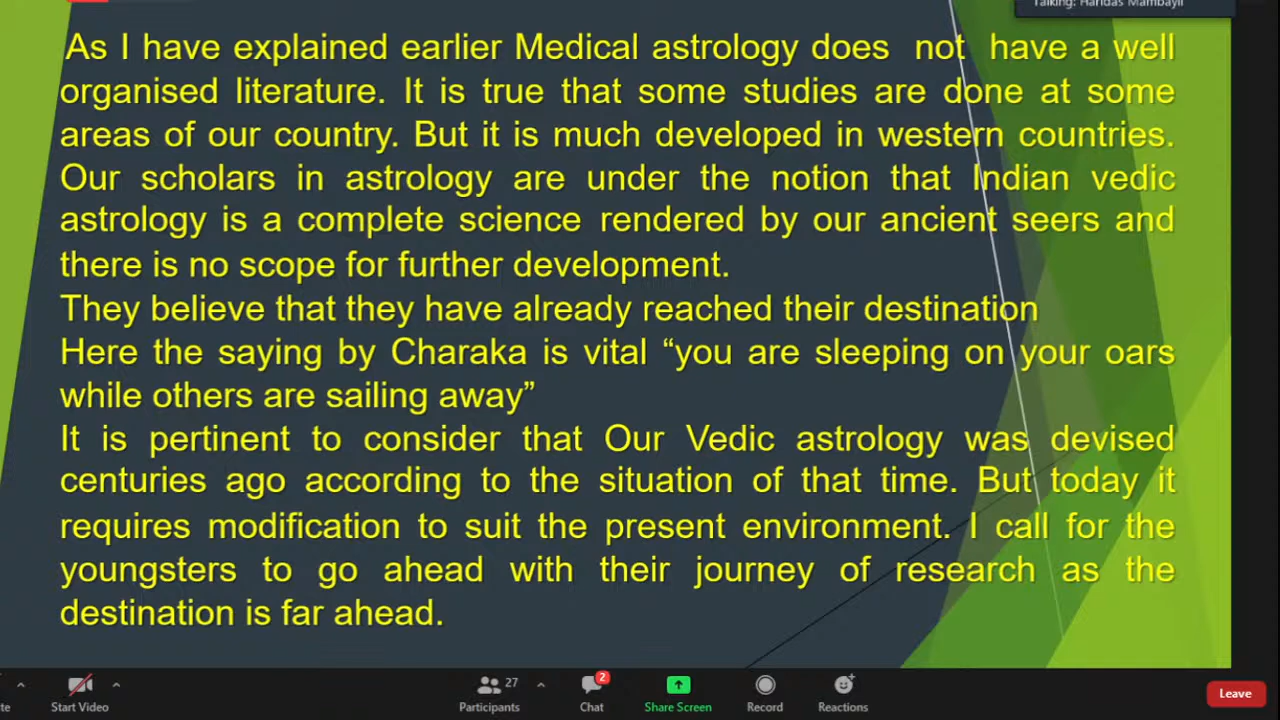 Talking: Haridas Mambayil
As I have explained earlier Medical astrology does not have a well
organised literature. It is true that some studies are done at some
areas of our country. But it is much developed in western countries.
Our scholars in astrology are under the notion that Indian vedic
astrology is a complete science rendered by our ancient seers and
there is no scope for further development.
They believe that they have already reached their destination
Here the saying by Charaka is vital “you are sleeping on your oars
while others are sailing away”
It is pertinent to consider that Our Vedic astrology was devised
centuries ago according to the situation of that time. But today it
requires modification to suit the present environment. I call for the
youngsters to go ahead with their journey of research as the
destination is far ahead.
27
2
Start Video
Participants
Chat
Share Screen
Record
Reactions
Leave